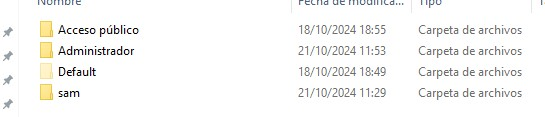 Nombre Fecha de modifica... Tipo
Acceso público 18/10/2024 18:55 Carpeta de archivos
Administrador 21/10/2024 11:53 Carpeta de archivos
Default 18/10/2024 18:49 Carpeta de archivos
sam 21/10/2024 11:29 Carpeta de archivos